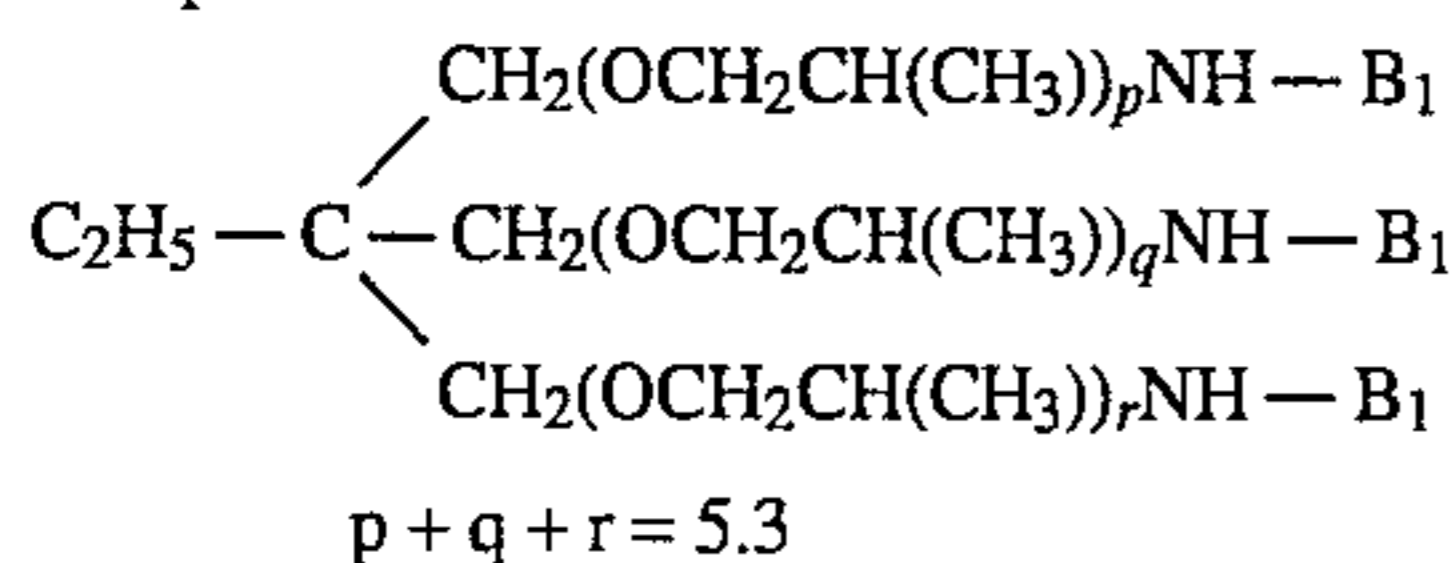 CH₂(OCH₂CH(CH₃))ₚNH — B₁
C₂H₅ — C — CH₂(OCH₂CH(CH₃))qNH — B₁
CH₂(OCH₂CH(CH₃))ᵣNH — B₁
p + q + r = 5.3